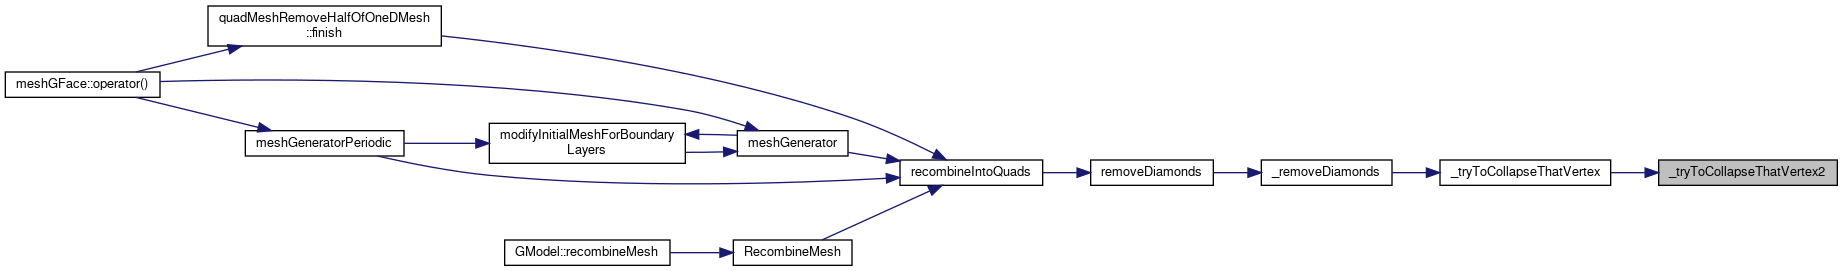 quadMeshRemoveHalfOfOneDMesh
::finish
meshGFace::operator()
modifyInitialMeshForBoundary
Layers
meshGenerator
meshGeneratorPeriodic
recombineIntoQuads
removeDiamonds
_removeDiamonds
_tryToCollapseThatVertex
_tryToCollapseThatVertex2
GModel::recombineMesh
RecombineMesh